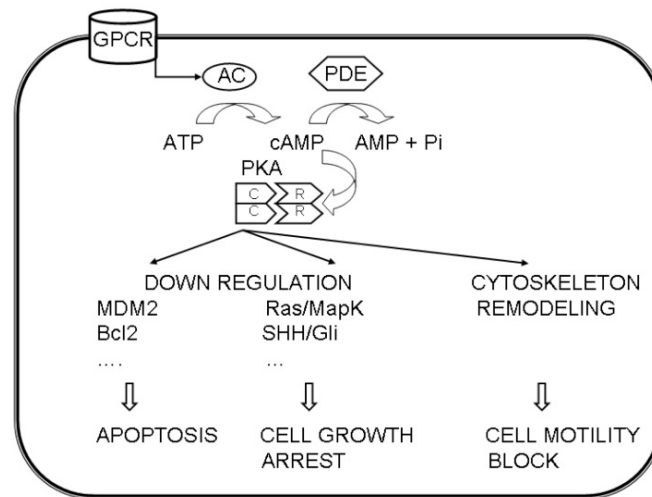 GPCR
AC
PDE
ATP
cAMP
AMP + Pi
PKA
C R
C R
DOWN REGULATION
MDM2
Bcl2
....
Ras/MapK
SHH/Gli
...
CYTOSKELETON
REMODELING
APOPTOSIS
CELL GROWTH
ARREST
CELL MOTILITY
BLOCK